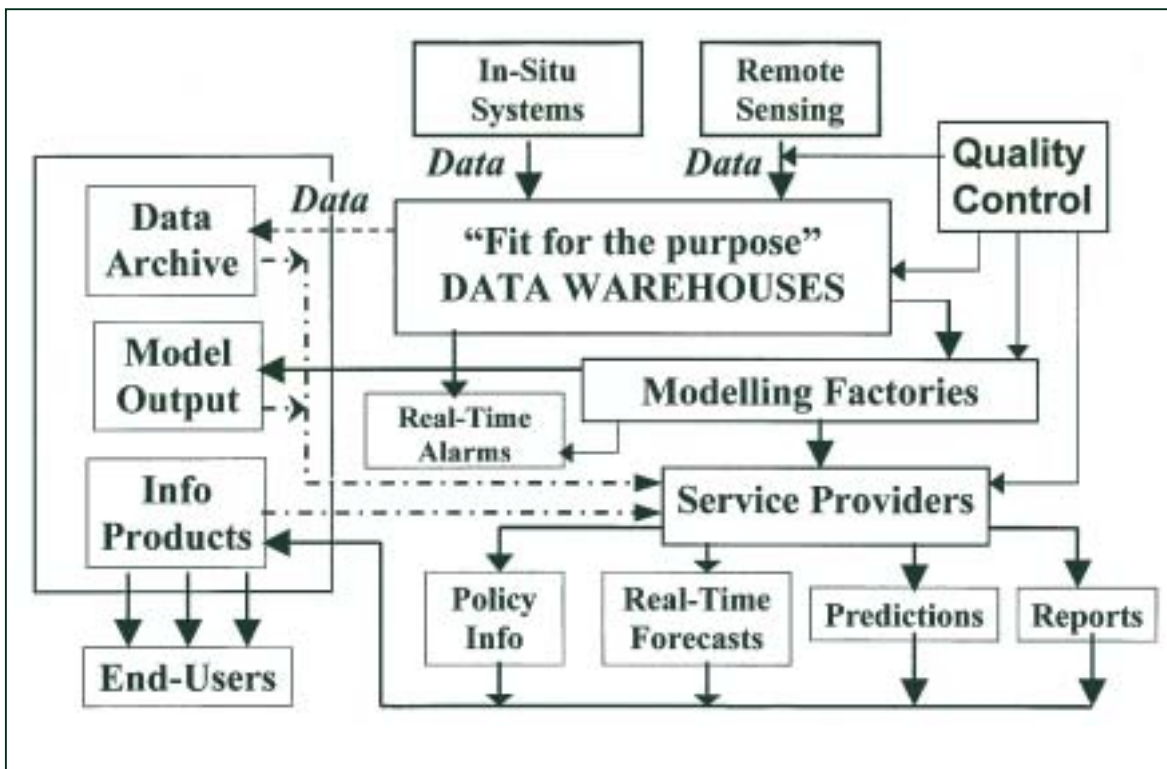 In-Situ
Systems
Remote
Sensing
Quality
Control
Data
Data
Data
Data
Archive
“Fit for the purpose”
DATA WAREHOUSES
Model
Output
Modelling Factories
Real-Time
Alarms
Info
Products
Service Providers
Policy
Info
Real-Time
Forecasts
Predictions
Reports
End-Users